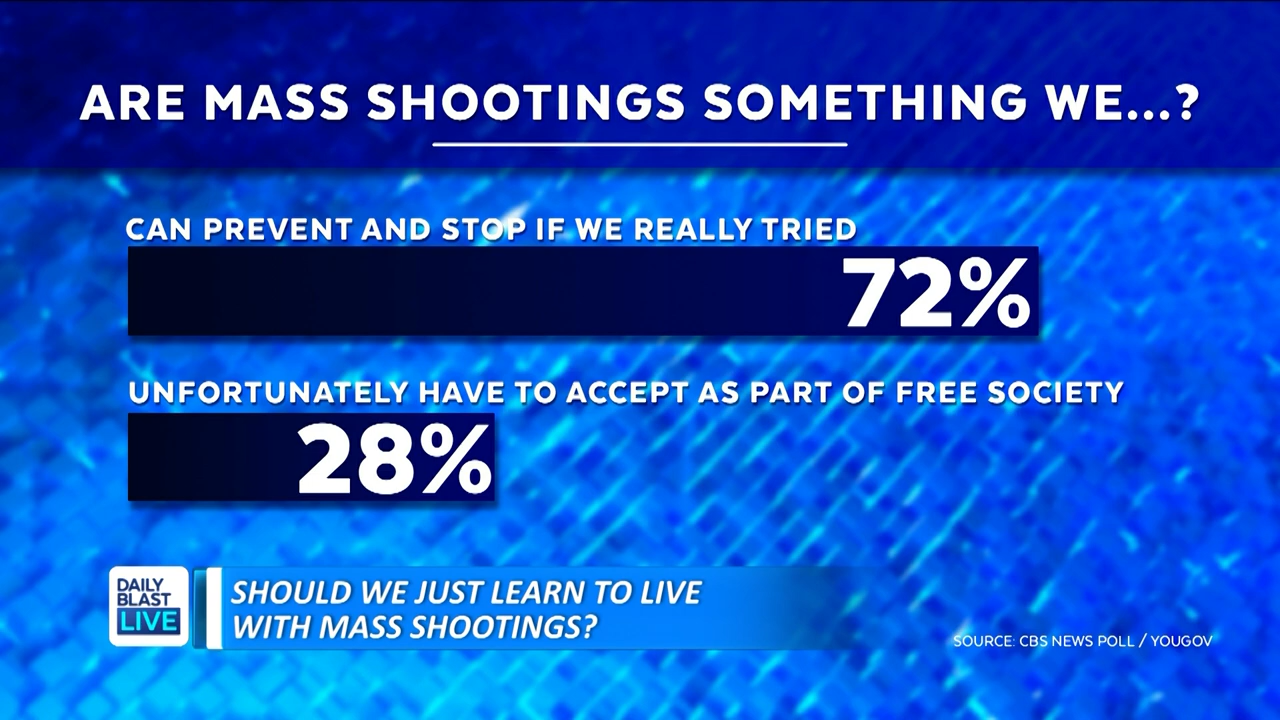 ARE MASS SHOOTINGS SOMETHING WE...?
CAN PREVENT AND STOP IF WE REALLY TRIED
72%
UNFORTUNATELY HAVE TO ACCEPT AS PART OF FREE SOCIETY
28%
DAILY
BLAST
LIVE
SHOULD WE JUST LEARN TO LIVE
WITH MASS SHOOTINGS?
SOURCE: CBS NEWS POLL / YOUGOV